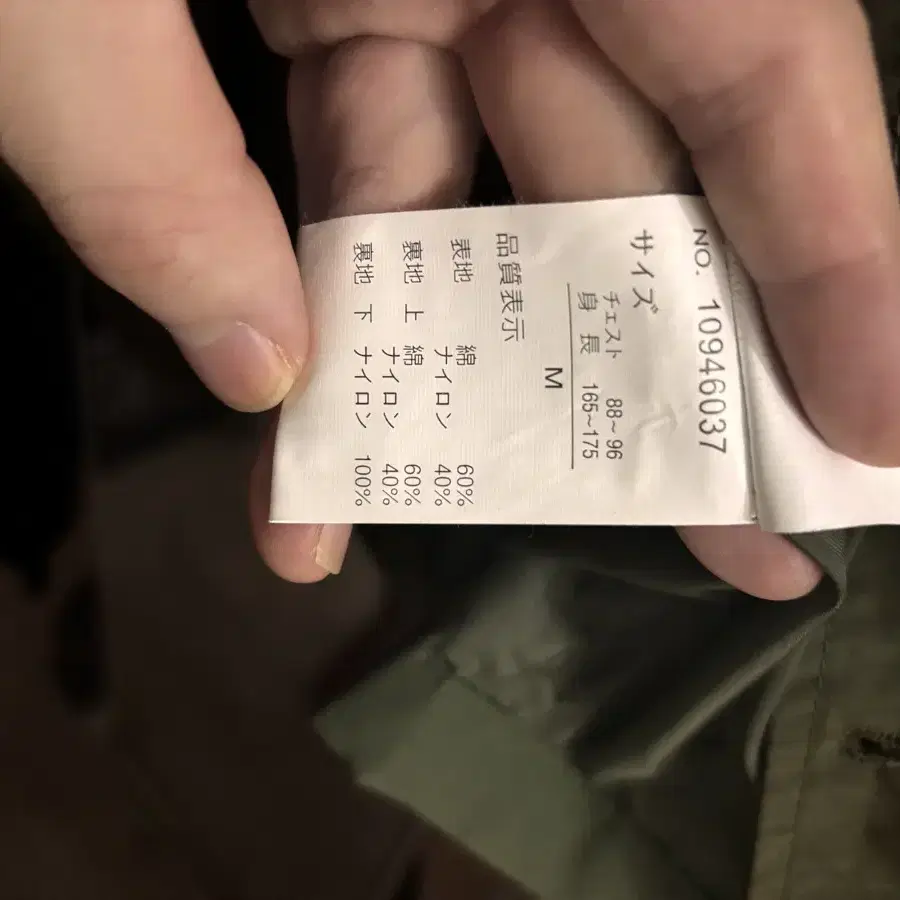 NO. 10946037
サイズ
チェスト 88~96
身長 165~175
M
品質表示
表地 綿 60%
ナイロン 40%
裏地 上 綿 60%
ナイロン 40%
裏地 下 ナイロン 100%